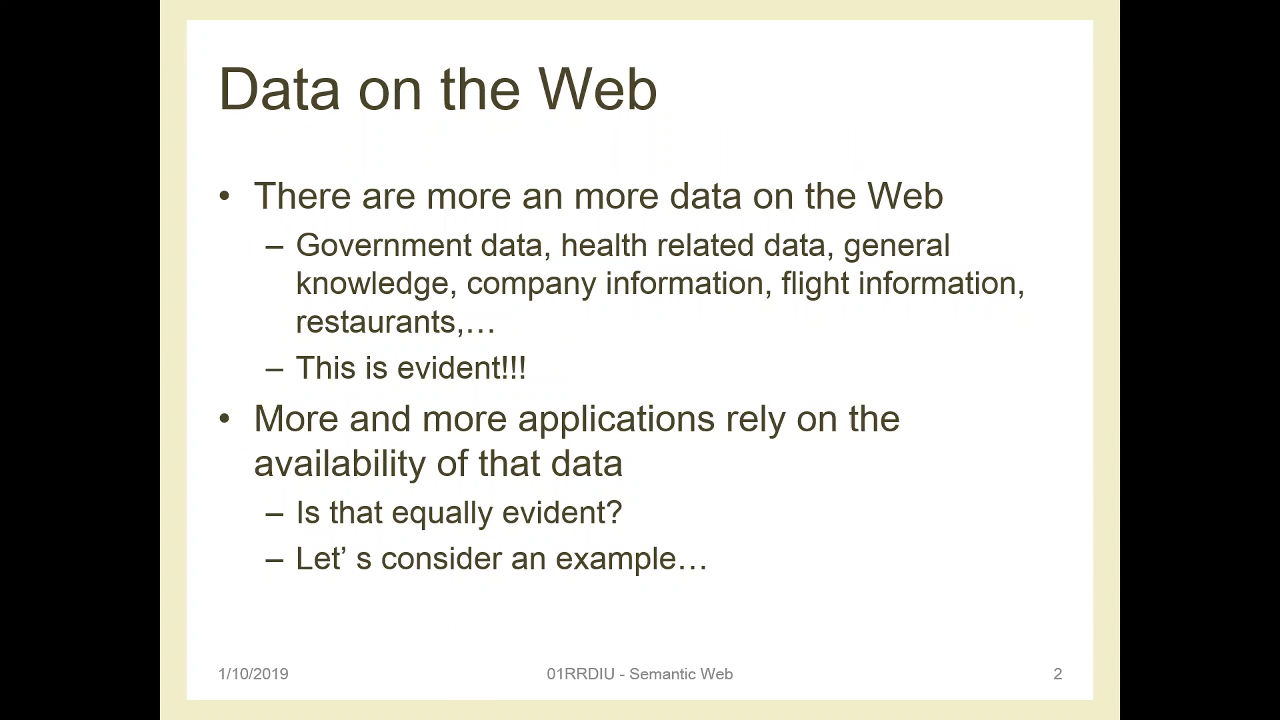 Data on the Web
• There are more an more data on the Web
– Government data, health related data, general
knowledge, company information, flight information,
restaurants,…
– This is evident!!!
• More and more applications rely on the
availability of that data
– Is that equally evident?
– Let’ s consider an example…
1/10/2019 01RRDIU - Semantic Web 2